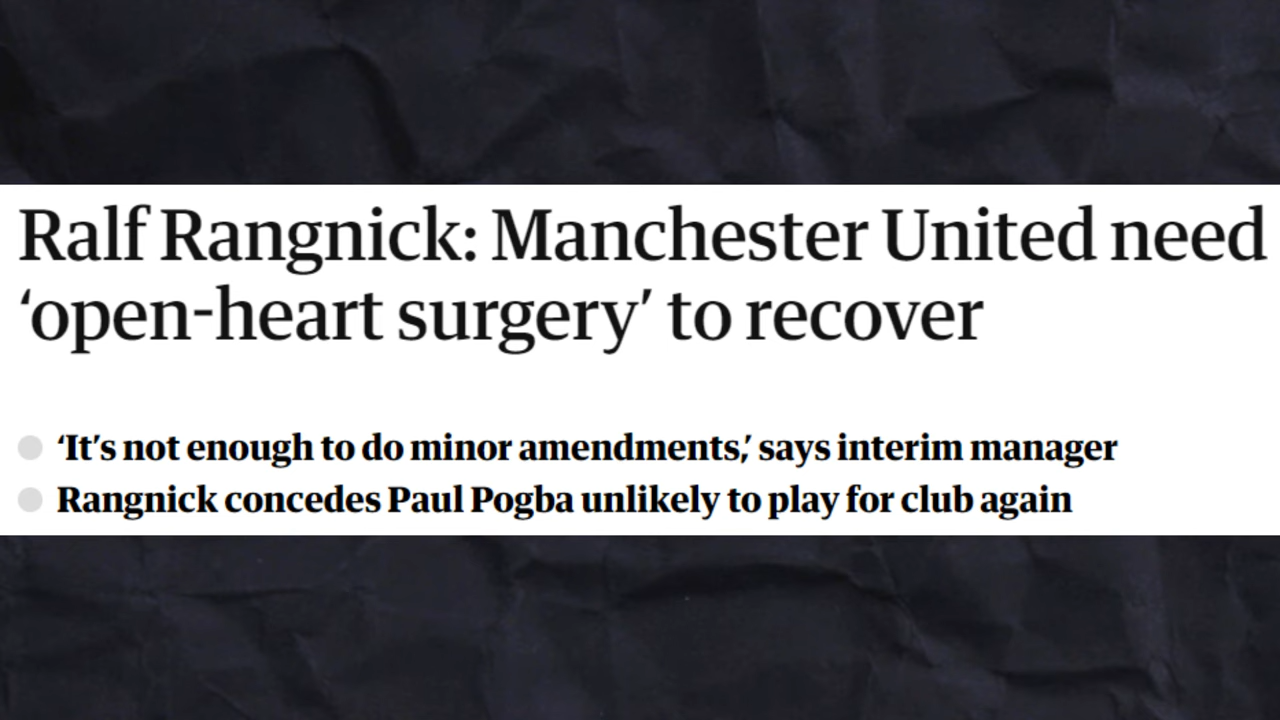 Ralf Rangnick: Manchester United need
‘open-heart surgery’ to recover
‘It’s not enough to do minor amendments,’ says interim manager
Rangnick concedes Paul Pogba unlikely to play for club again